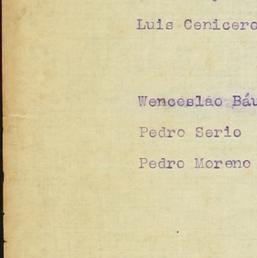 Luis Cenicero
Wenceslao Báu
Pedro Serio
Pedro Moreno